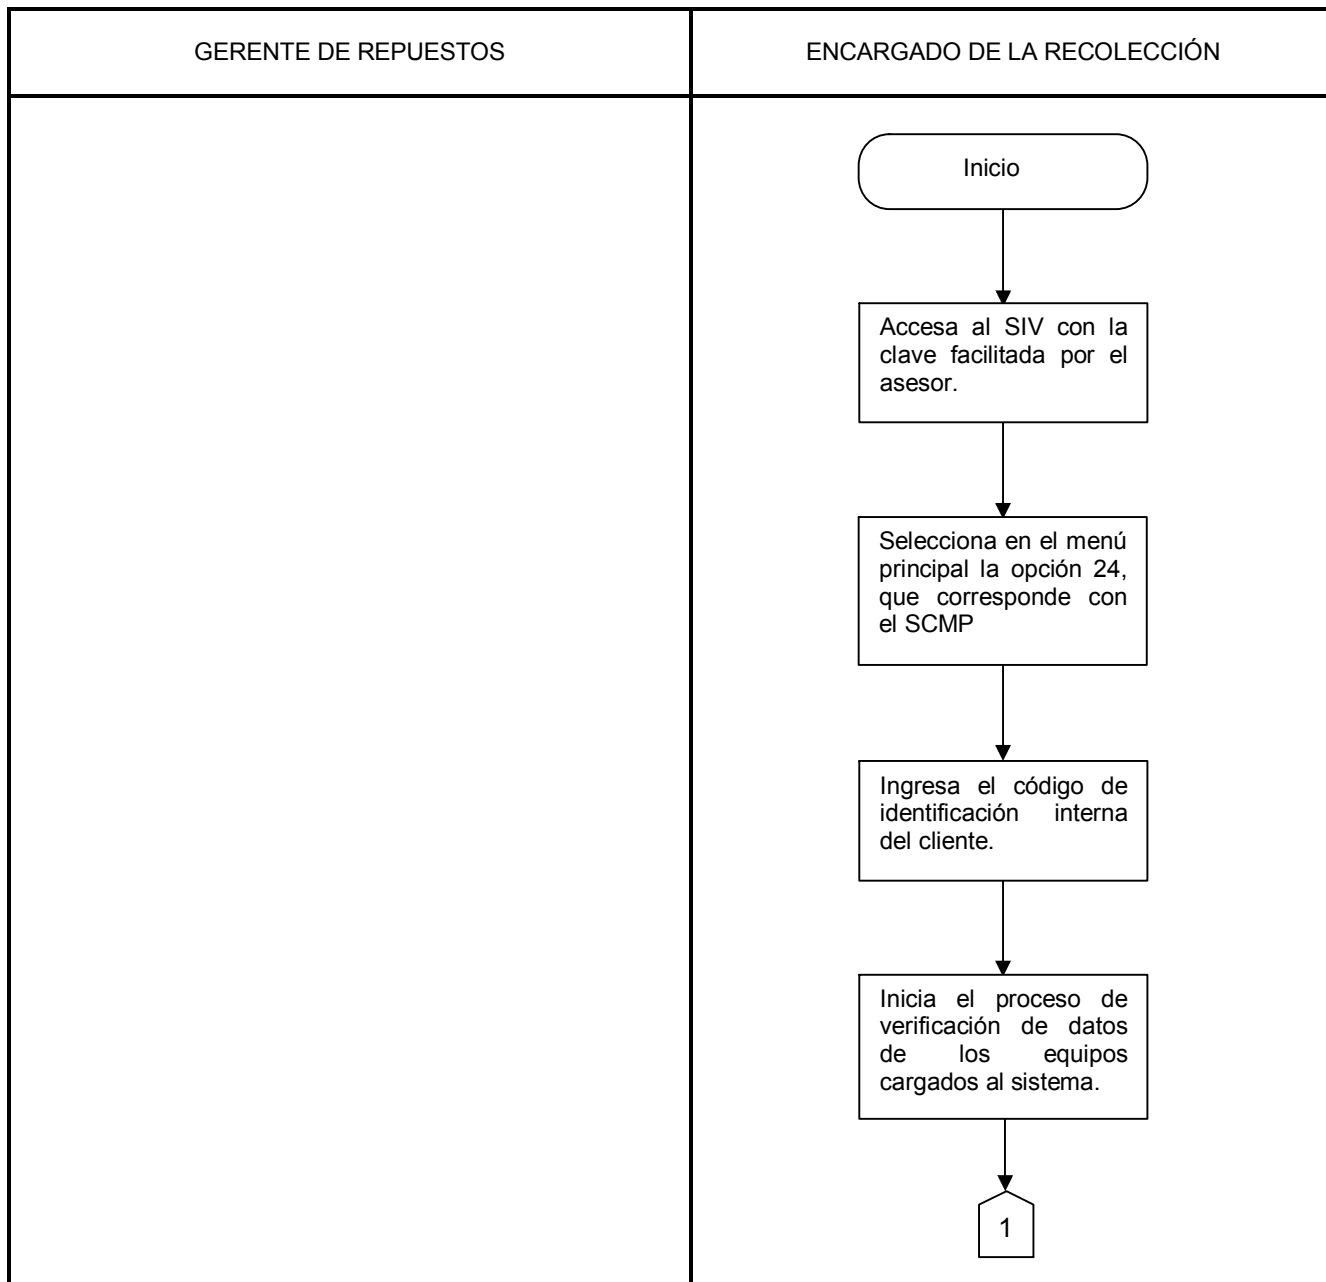 GERENTE DE REPUESTOS
ENCARGADO DE LA RECOLECCIÓN
Inicio
Accesa al SIV con la
clave facilitada por el
asesor.
Selecciona en el menú
principal la opción 24,
que corresponde con
el SCMP
Ingresa el código de
identificación interna
del cliente.
Inicia el proceso de
verificación de datos
de los equipos
cargados al sistema.
1